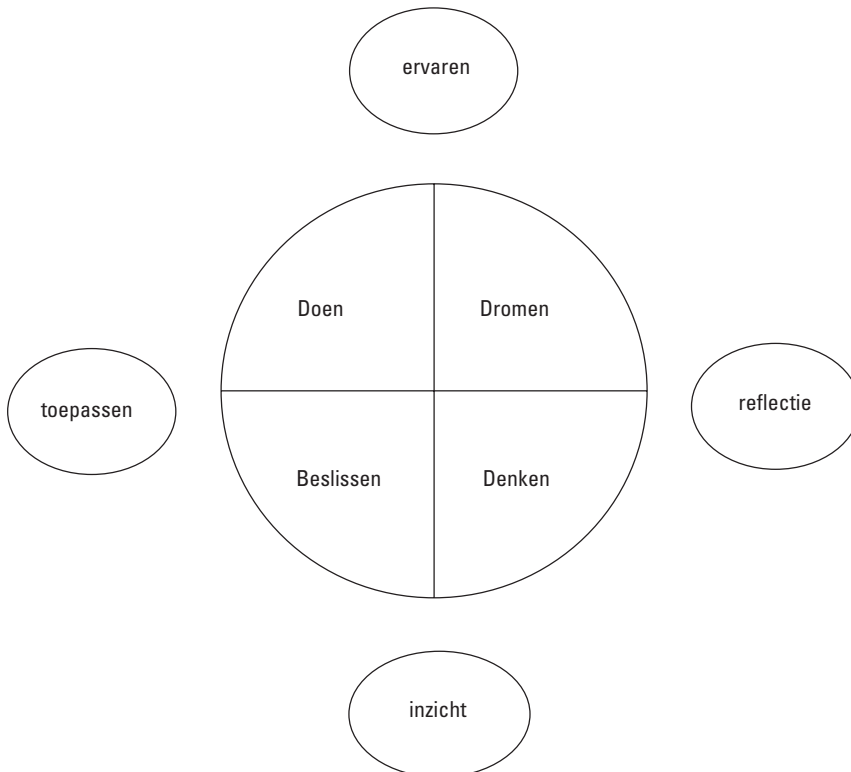 ervaren
Doen
Dromen
toepassen
reflectie
Beslissen
Denken
inzicht